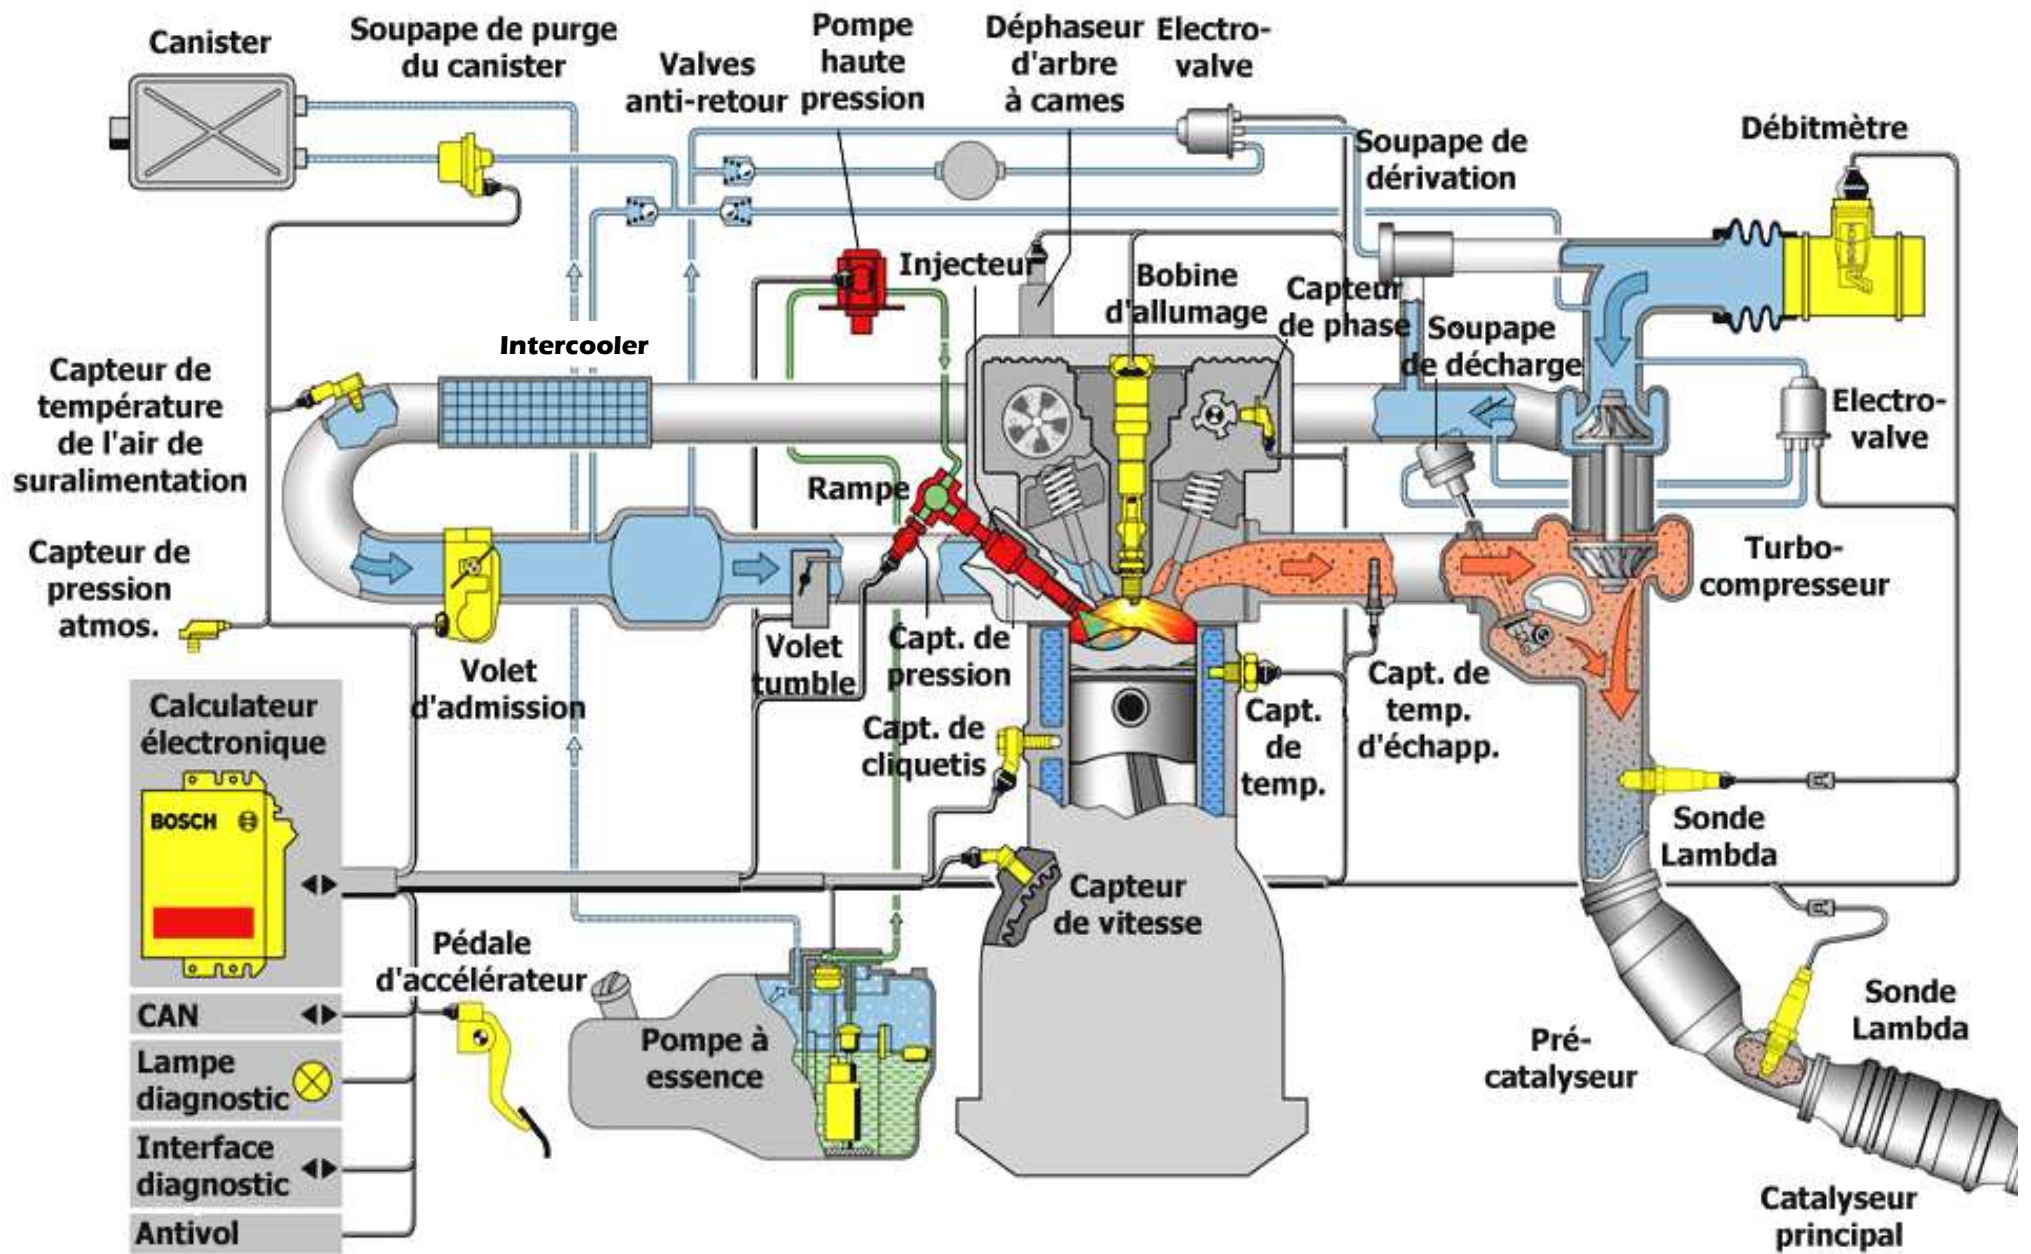 Canister
Soupape de purge
du canister
Valves
anti-retour
Pompe
haute
pression
Déphaseur
d'arbre
à cames
Electro-
valve
Soupape de
dérivation
Débitmètre
Injecteur
Bobine
d'allumage
Capteur
de phase
Soupape
de décharge
Intercooler
Capteur de
température
de l'air de
suralimentation
Electro-
valve
Rampe
Capteur de
pression
atmos.
Turbo-
compresseur
Volet
d'admission
Volet
tumble
Capt. de
pression
Capt. de
cliquetis
Capt.
de
temp.
Capt. de
temp.
d'échapp.
Calculateur
électronique
BOSCH
Sonde
Lambda
Capteur
de vitesse
Pédale
d'accélérateur
CAN
Lampe
diagnostic
Interface
diagnostic
Antivol
Pompe à
essence
Pré-
catalyseur
Sonde
Lambda
Catalyseur
principal
BOSCH